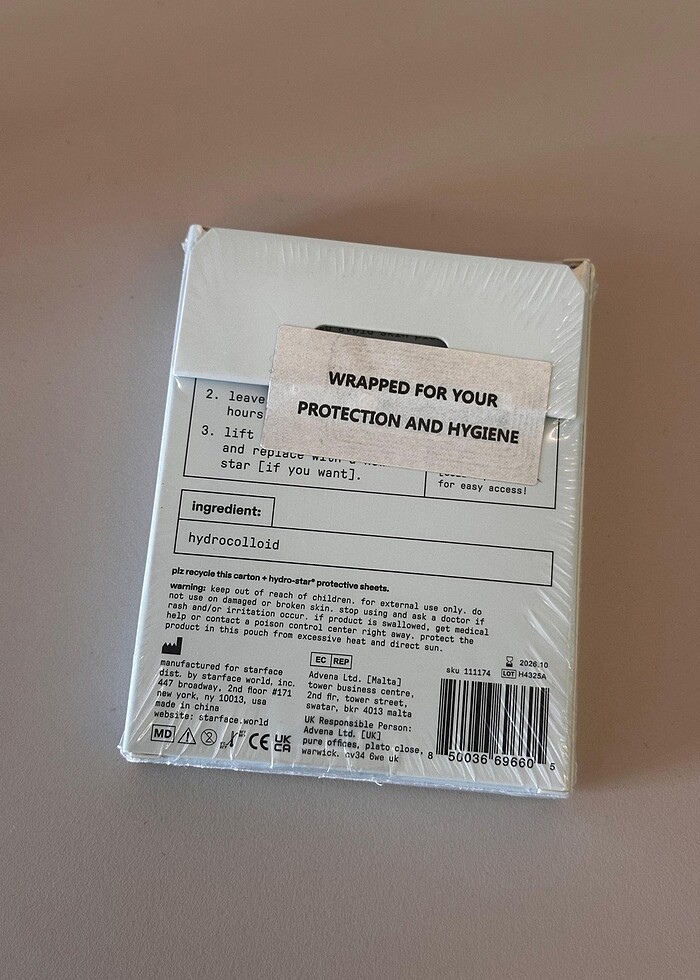 WRAPPED FOR YOUR
PROTECTION AND HYGIENE
2. leave
hours
3. lift
and replace with a
star [if you want].
for easy access!
ingredient:
hydrocolloid
plz recycle this carton + hydro-star® protective sheets.
warning: keep out of reach of children. for external use only. do
not use on damaged or broken skin. stop using and ask a doctor if
rash and/or irritation occur. if product is swallowed, get medical
help or contact a poison control center right away. protect the
product in this pouch from excessive heat and direct sun.
manufactured for starface
dist. by starface world, inc.
447 broadway, 2nd floor #171
new york, ny 10013, usa
made in china
website: starface.world
MD
2
CE
UK
CA
EC REP
Advena Ltd. [Malta]
tower business centre,
2nd flr, tower street,
swatar, bkr 4013 malta
UK Responsible Person:
Advena Ltd. [UK]
pure offices, plato close,
warwick. cv34 6we uk
2026.10
sku 111174 LOT H4325A
8 50036 69660 5